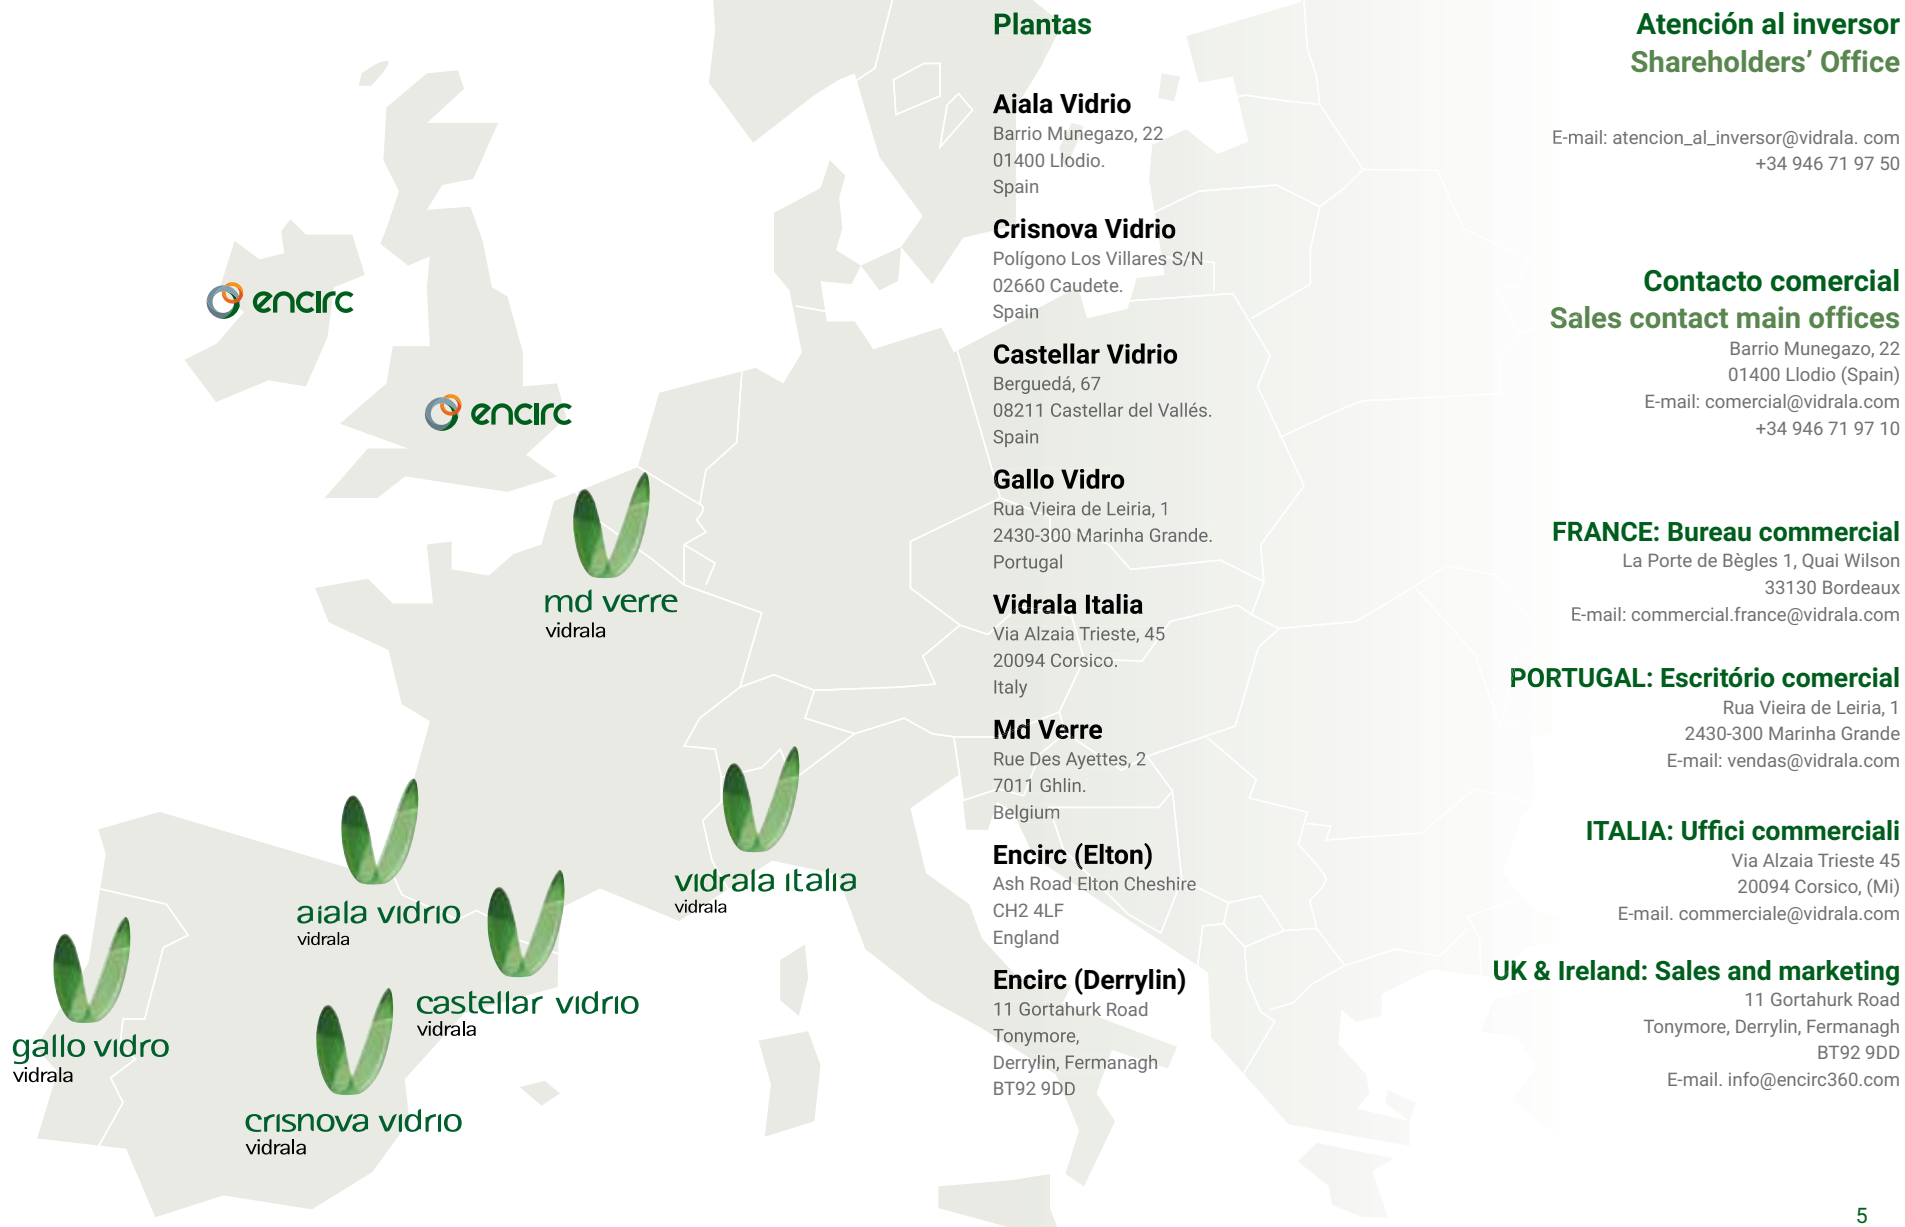 encirc
encirc
md verre
vidrala
vidrala italia
vidrala
aiala vidrio
vidrala
castellar vidrio
vidrala
gallo vidro
vidrala
crisnova vidrio
vidrala
Plantas
Aiala Vidrio
Barrio Munegazo, 22
01400 Llodio.
Spain
Crisnova Vidrio
Polígono Los Villares S/N
02660 Caudete.
Spain
Castellar Vidrio
Berguedá, 67
08211 Castellar del Vallés.
Spain
Gallo Vidro
Rua Vieira de Leiria, 1
2430-300 Marinha Grande.
Portugal
Vidrala Italia
Via Alzaia Trieste, 45
20094 Corsico.
Italy
Md Verre
Rue Des Ayettes, 2
7011 Ghlin.
Belgium
Encirc (Elton)
Ash Road Elton Cheshire
CH2 4LF
England
Encirc (Derrylin)
11 Gortahurk Road
Tonymore,
Derrylin, Fermanagh
BT92 9DD
Atención al inversor
Shareholders’ Office
E-mail: atencion_al_inversor@vidrala. com
+34 946 71 97 50
Contacto comercial
Sales contact main offices
Barrio Munegazo, 22
01400 Llodio (Spain)
E-mail: comercial@vidrala.com
+34 946 71 97 10
FRANCE: Bureau commercial
La Porte de Bègles 1, Quai Wilson
33130 Bordeaux
E-mail: commercial.france@vidrala.com
PORTUGAL: Escritório comercial
Rua Vieira de Leiria, 1
2430-300 Marinha Grande
E-mail: vendas@vidrala.com
ITALIA: Uffici commerciali
Via Alzaia Trieste 45
20094 Corsico, (Mi)
E-mail. commerciale@vidrala.com
UK & Ireland: Sales and marketing
11 Gortahurk Road
Tonymore, Derrylin, Fermanagh
BT92 9DD
E-mail. info@encirc360.com
5